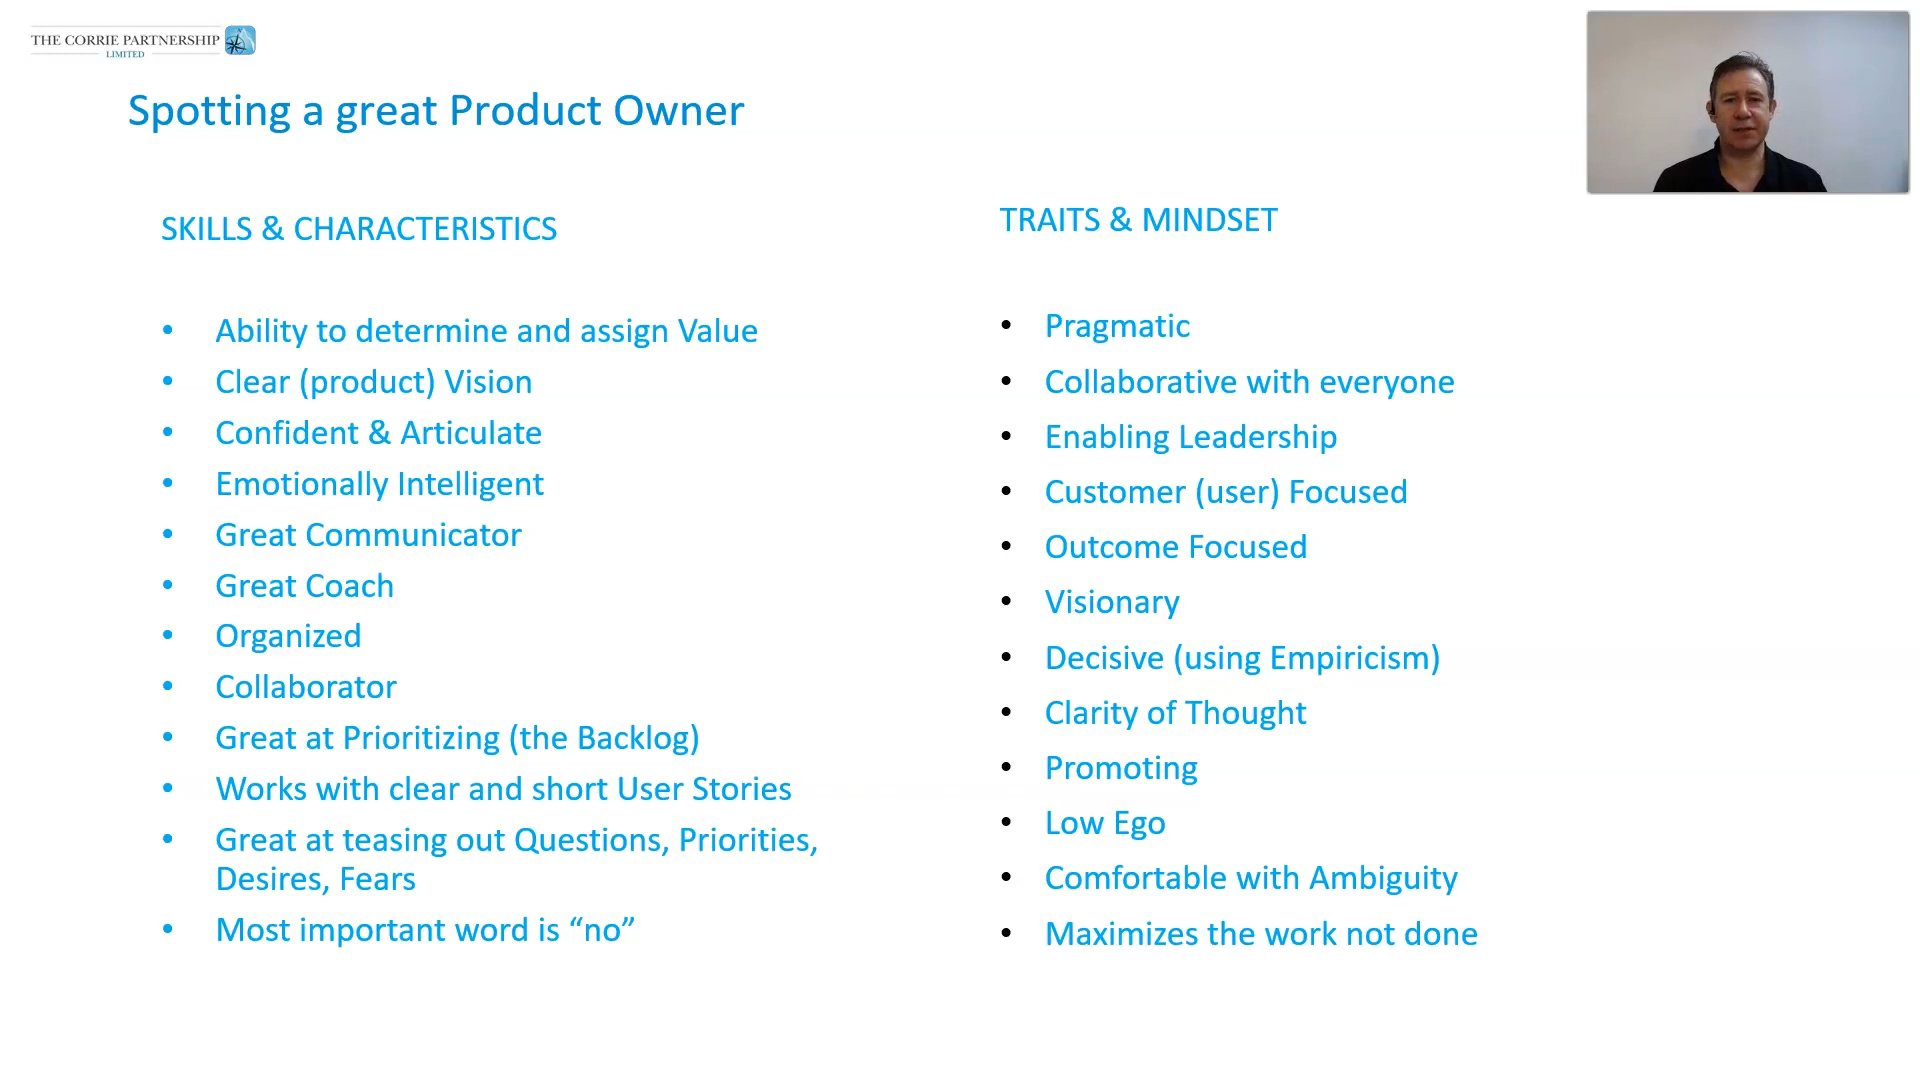 THE CORRIE PARTNERSHIP
LIMITED
Spotting a great Product Owner
SKILLS & CHARACTERISTICS
• Ability to determine and assign Value
• Clear (product) Vision
• Confident & Articulate
• Emotionally Intelligent
• Great Communicator
• Great Coach
• Organized
• Collaborator
• Great at Prioritizing (the Backlog)
• Works with clear and short User Stories
• Great at teasing out Questions, Priorities,
Desires, Fears
• Most important word is “no”
TRAITS & MINDSET
• Pragmatic
• Collaborative with everyone
• Enabling Leadership
• Customer (user) Focused
• Outcome Focused
• Visionary
• Decisive (using Empiricism)
• Clarity of Thought
• Promoting
• Low Ego
• Comfortable with Ambiguity
• Maximizes the work not done